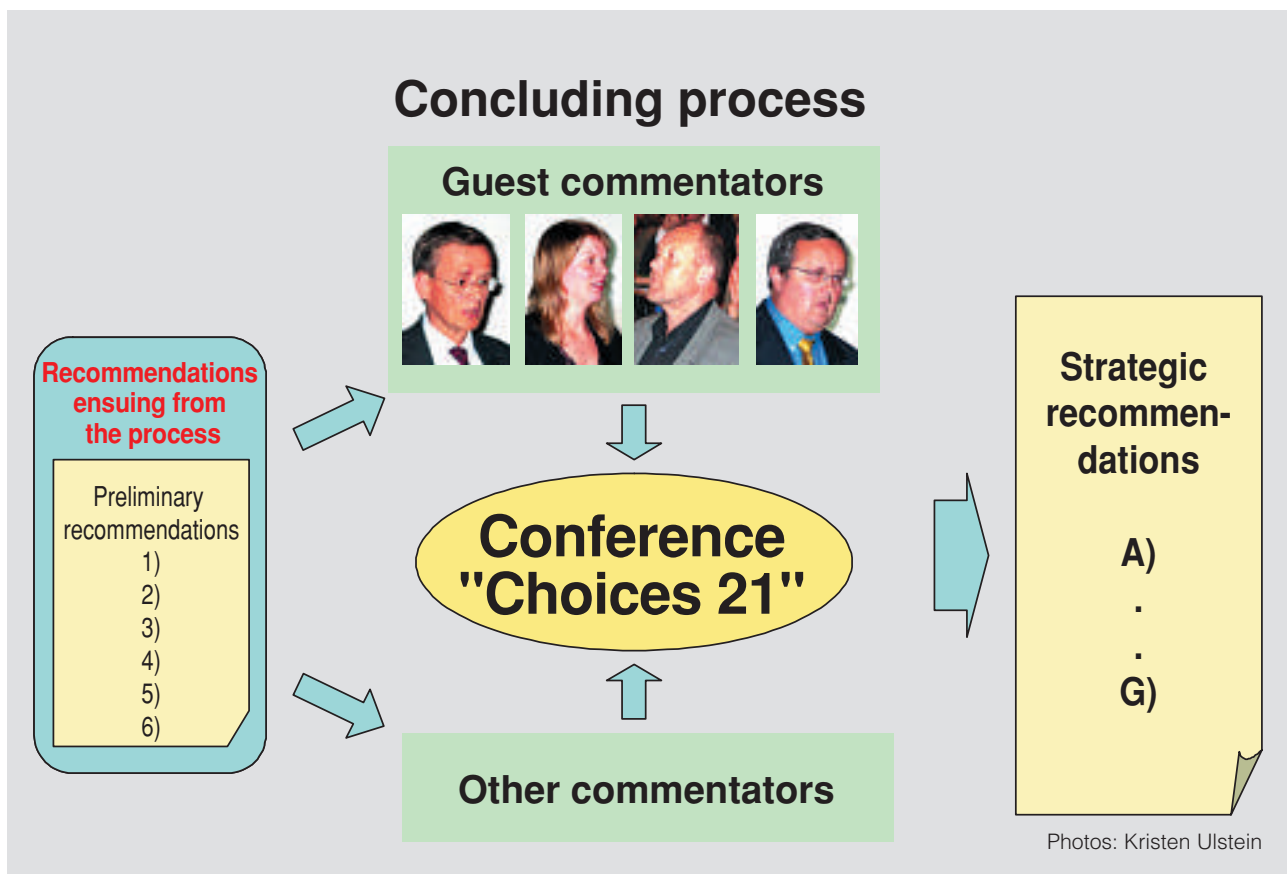 Concluding process
Guest commentators
Recommendations
ensuing from
the process
Preliminary
recommendations
1)
2)
3)
4)
5)
6)
Conference
"Choices 21"
Other commentators
Strategic
recommen-
dations
A)
.
.
G)
Photos: Kristen Ulstein